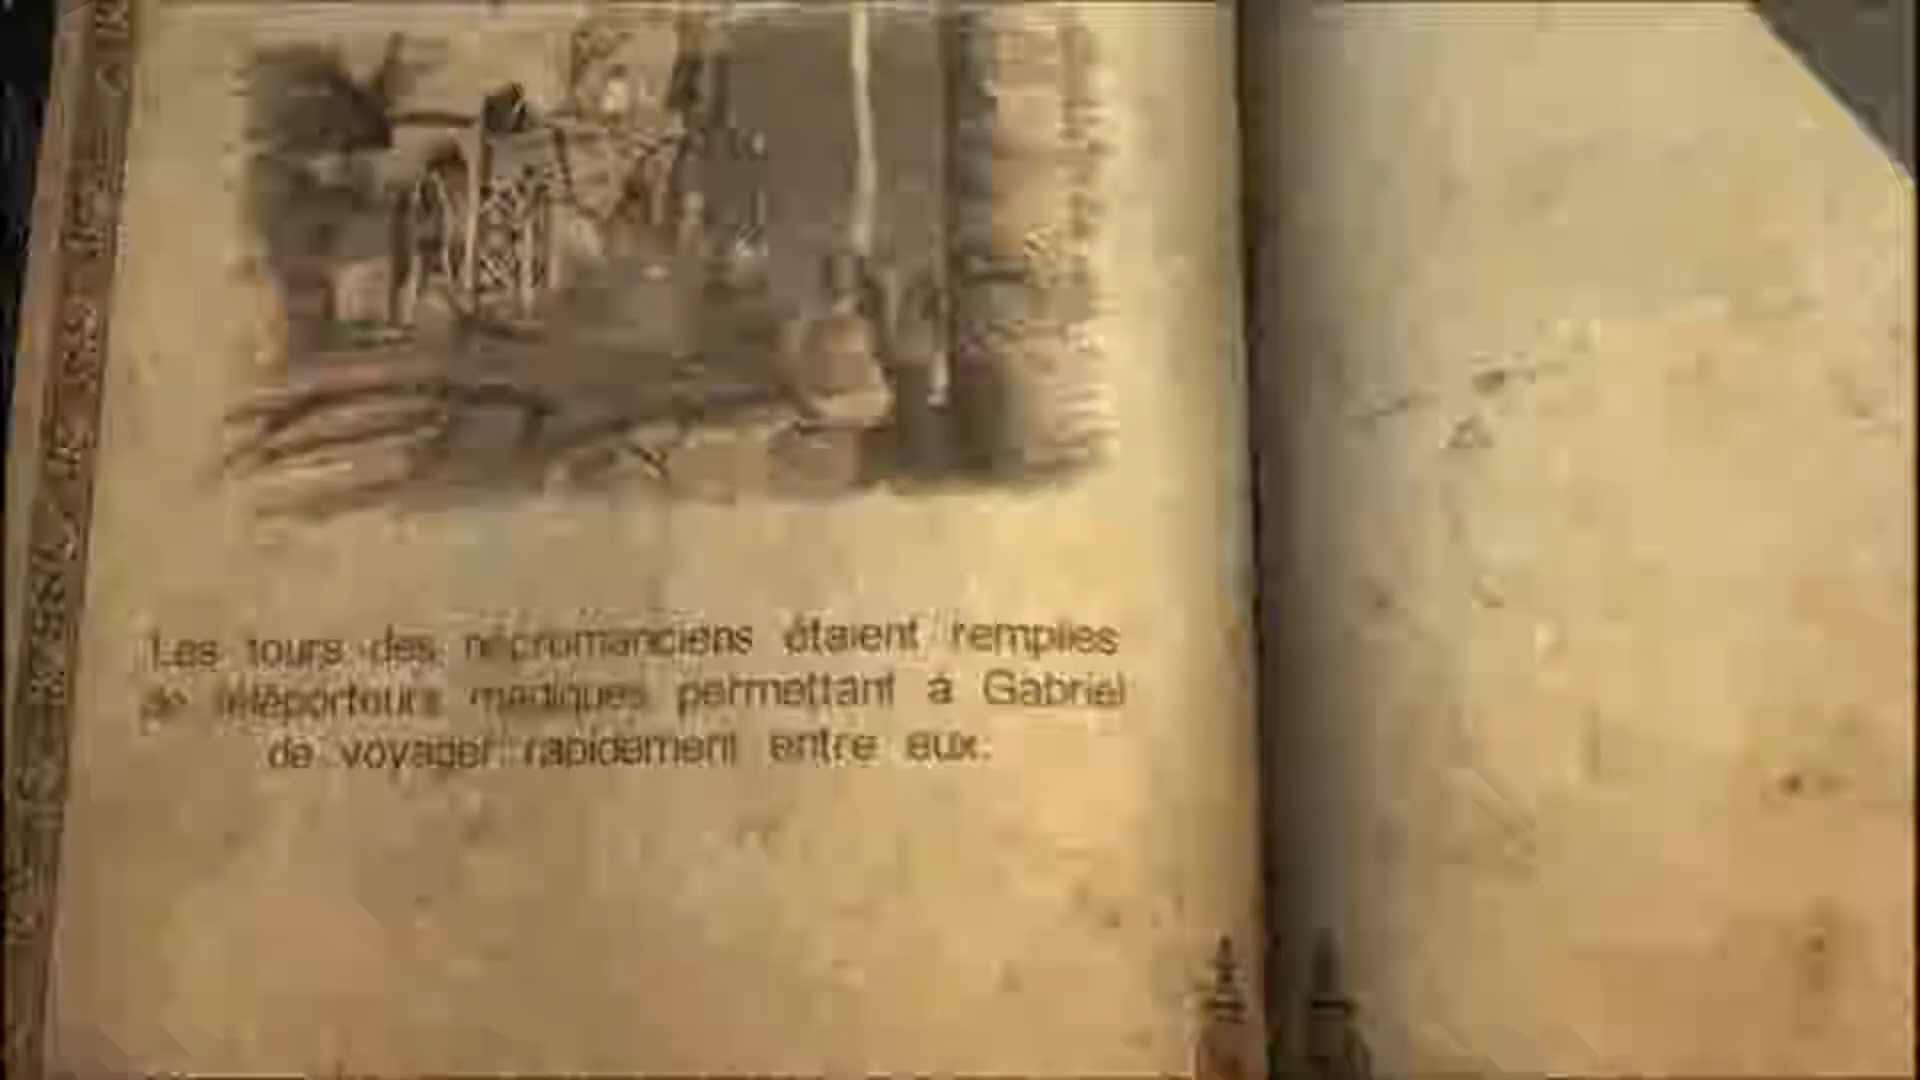 Les tours des nécromanciens étaient remplies
de téléporteurs magiques permettant à Gabriel
de voyager rapidement entre eux.